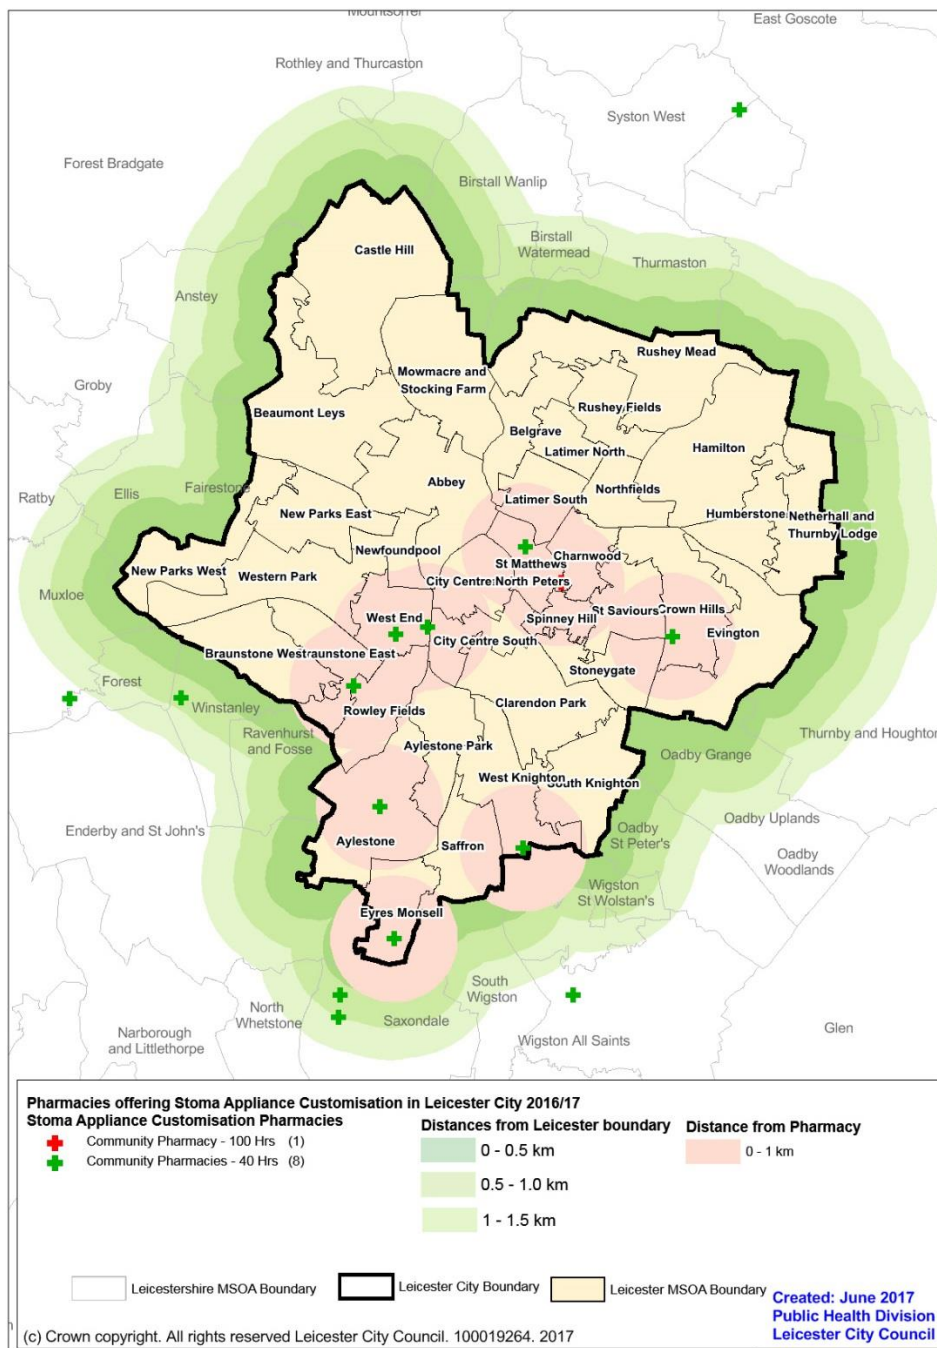 Mountsorrel
East Goscote
Rothley and Thurcaston
Syston West
Forest Bradgate
Birstall Wanlip
Castle Hill
Birstall
Watermead
Thurmaston
Anstey
Rushey Mead
Mowmacre and
Stocking Farm
Groby
Beaumont Leys
Rushey Fields
Belgrave
Latimer North
Hamilton
Abbey
Ratby
Ellis
Fairestone
Northfields
Latimer South
New Parks East
Humberstone
Netherhall and
Thurnby Lodge
Newfoundpool
Charnwood
St Matthews
New Parks West
Western Park
City Centre
North
Peters
Muxloe
St Saviours
Crown Hills
West End
Spinney Hill
Evington
City Centre South
Braunstone West
raunstone East
Stoneygate
Forest
Winstanley
Rowley Fields
Clarendon Park
Ravenhurst
and Fosse
Thurnby and Houghton
Aylestone Park
Oadby Grange
West Knighton
South Knighton
Enderby and St John's
Oadby Uplands
Aylestone
Saffron
Oadby
St Peter's
Oadby
Woodlands
Wigston
St Wolstan's
Eyres Monsell
South
Wigston
North
Whetstone
Saxondale
Narborough
and Littlethorpe
Wigston All Saints
Glen
Pharmacies offering Stoma Appliance Customisation in Leicester City 2016/17
Stoma Appliance Customisation Pharmacies
Community Pharmacy - 100 Hrs (1)
Community Pharmacies - 40 Hrs (8)
Distances from Leicester boundary
0 - 0.5 km
0.5 - 1.0 km
1 - 1.5 km
Distance from Pharmacy
0 - 1 km
Leicestershire MSOA Boundary
Leicester City Boundary
Leicester MSOA Boundary
Created: June 2017
Public Health Division
Leicester City Council
(c) Crown copyright. All rights reserved Leicester City Council. 100019264. 2017